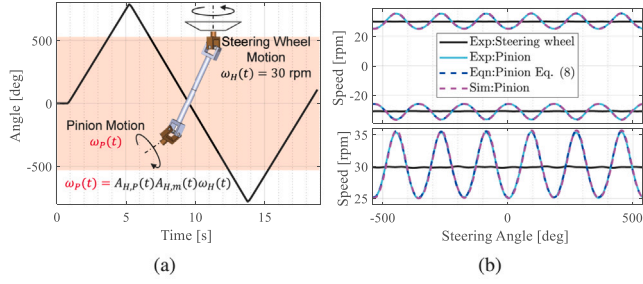 (a)
500
0
-500
Angle [deg]
0
5
10
15
Time [s]
Steering Wheel
Motion
ω_H(t) = 30 rpm
Pinion Motion
ω_P(t)
ω_P(t) = A_{H,P}(t)A_{H,m}(t)ω_H(t)
(a)
(b)
20
0
-20
Speed [rpm]
Exp:Steering wheel
Exp:Pinion
Eqn:Pinion Eq. (8)
Sim:Pinion
35
30
25
Speed [rpm]
-500
0
500
Steering Angle [deg]
(b)